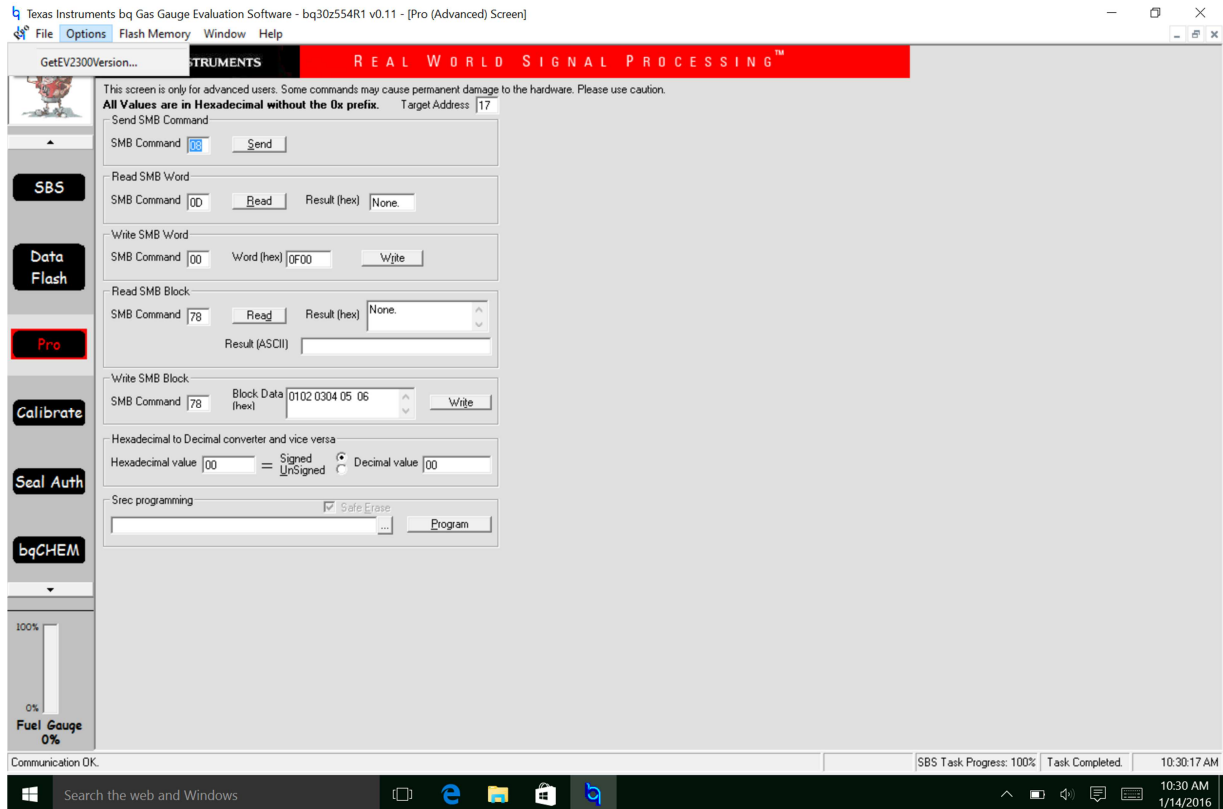 Texas Instruments bq Gas Gauge Evaluation Software - bq30z554R1 v0.11 - [Pro (Advanced) Screen]
File Options Flash Memory Window Help
GetEV2300Version...
STRUMENTS
REAL WORLD SIGNAL PROCESSING™
This screen is only for advanced users. Some commands may cause permanent damage to the hardware. Please use caution.
All Values are in Hexadecimal without the 0x prefix. Target Address 17
Send SMB Command
SMB Command 08 Send
Read SMB Word
SMB Command 0D Read Result (hex) None.
Write SMB Word
SMB Command 00 Word (hex) 0F00 Write
Read SMB Block
SMB Command 78 Read Result (hex) None.
Result (ASCII)
Write SMB Block
SMB Command 78 Block Data (hex) 0102 0304 05 06 Write
Hexadecimal to Decimal converter and vice versa
Hexadecimal value 00 = Signed UnSigned Decimal value 00
Srec programming
Safe Erase
... Program
SBS
Data
Flash
Pro
Calibrate
Seal Auth
bqCHEM
100%
0%
Fuel Gauge
0%
Communication OK. SBS Task Progress: 100% Task Completed. 10:30:17 AM
Search the web and Windows
10:30 AM
1/14/2016